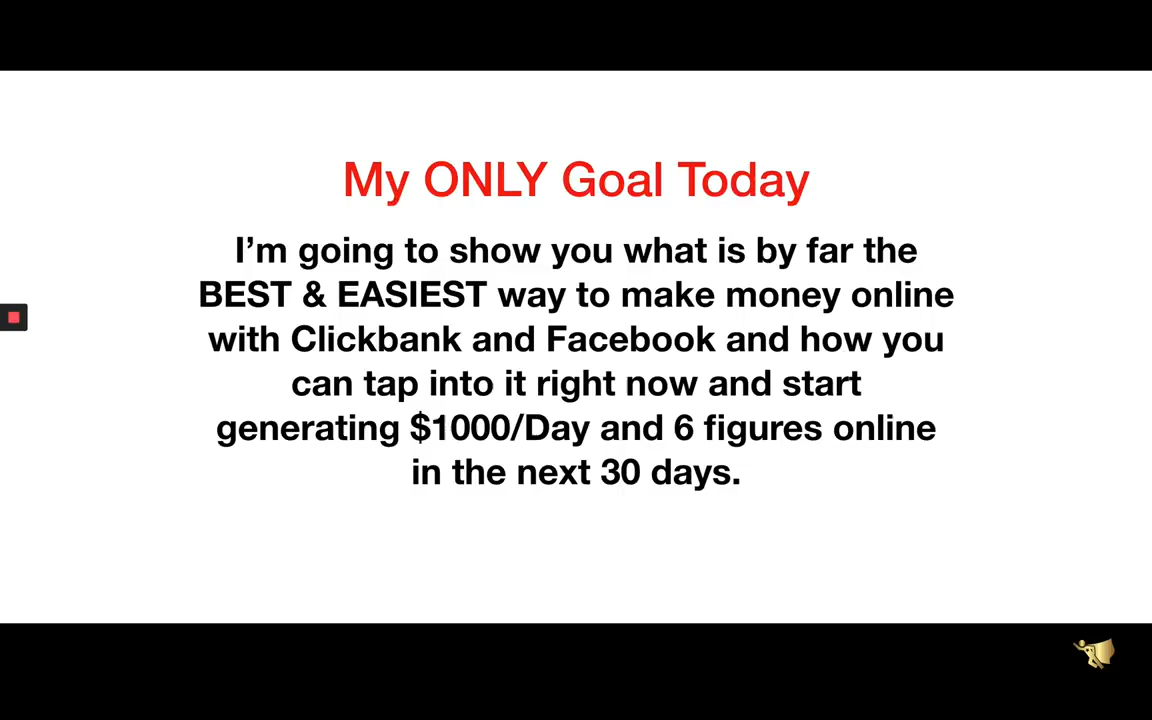 My ONLY Goal Today
I’m going to show you what is by far the
BEST & EASIEST way to make money online
with Clickbank and Facebook and how you
can tap into it right now and start
generating $1000/Day and 6 figures online
in the next 30 days.